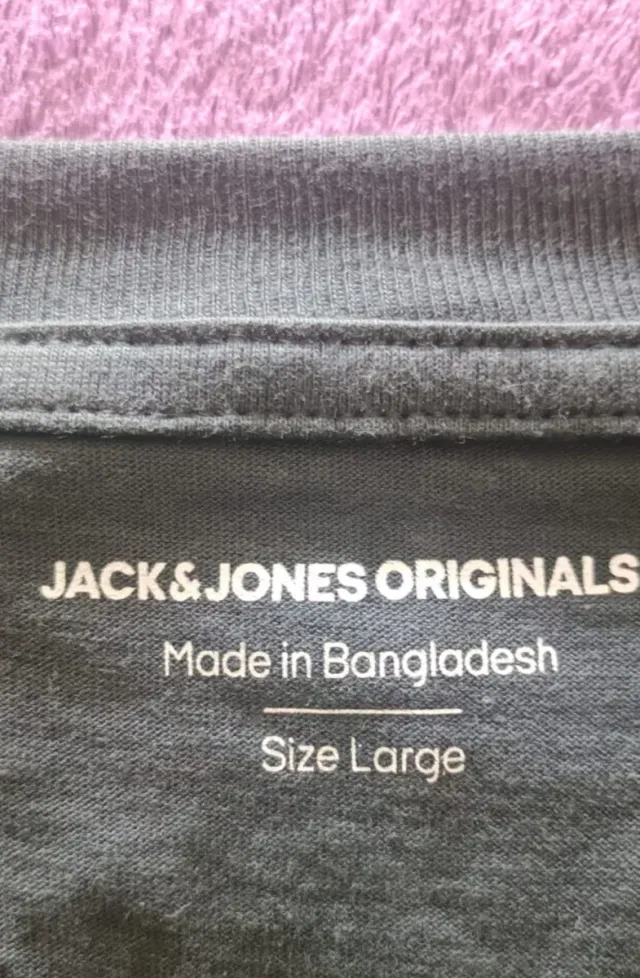 JACK&JONES ORIGINALS
Made in Bangladesh
Size Large